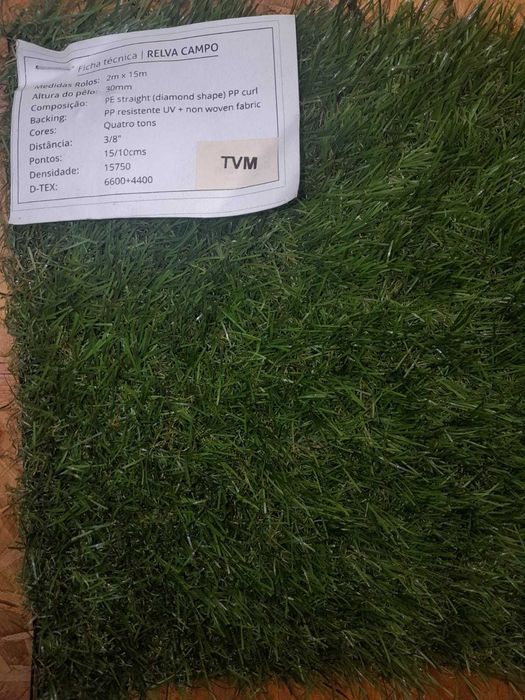 Ficha técnica | RELVA CAMPO
Medidas Rolos: 2m x 15m
Altura do pêlo: 30mm
Composição: PE straight (diamond shape) PP curl
Backing: PP resistente UV + non woven fabric
Cores: Quatro tons
Distância: 3/8"
Pontos: 15/10cms
Densidade: 15750
D-TEX: 6600+4400
TVM